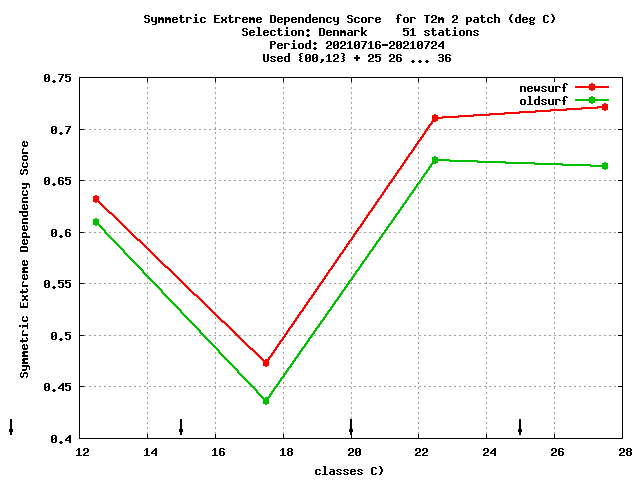 Symmetric Extreme Dependency Score  for T2m 2 patch (deg C)
Selection: Denmark     51 stations
Period: 20210716-20210724
Used {00,12} + 25 26 ... 36
newsurf
oldsurf
Symmetric Extreme Dependency Score
0.75
0.7
0.65
0.6
0.55
0.5
0.45
0.4
12 14 16 18 20 22 24 26 28
classes C)